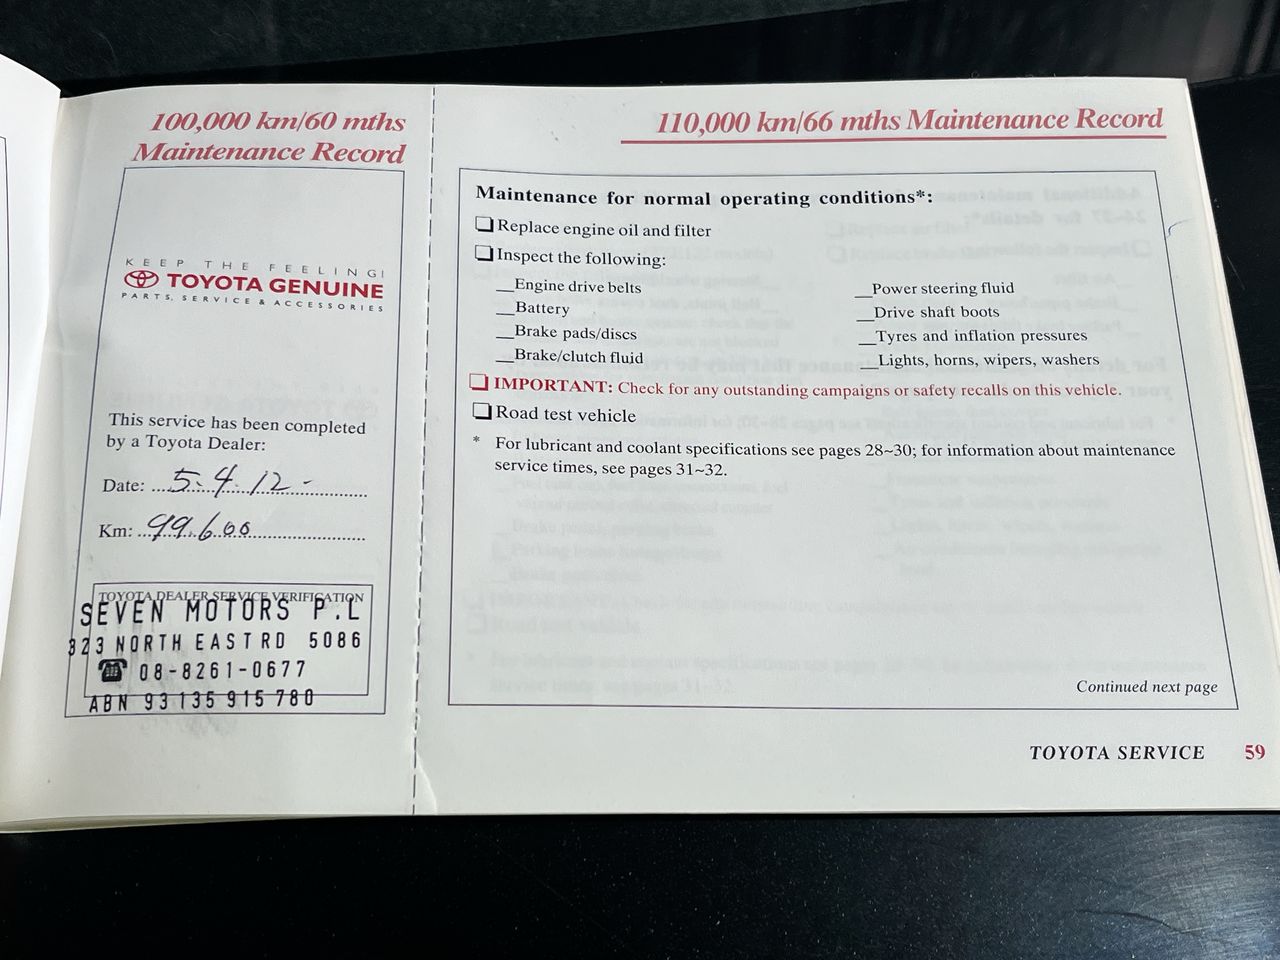 100,000 km/60 mths
Maintenance Record
KEEP THE FEELING!
TOYOTA GENUINE
PARTS, SERVICE & ACCESSORIES
This service has been completed
by a Toyota Dealer:
Date: 5.4.12
Km: 99.600
TOYOTA DEALER SERVICE VERIFICATION
SEVEN MOTORS P.L
323 NORTH EAST RD 5086
☎ 08-8261-0677
ABN 93 135 915 780
110,000 km/66 mths Maintenance Record
Maintenance for normal operating conditions*:
Replace engine oil and filter
Inspect the following:
__Engine drive belts
__Battery
__Brake pads/discs
__Brake/clutch fluid
__Power steering fluid
__Drive shaft boots
__Tyres and inflation pressures
__Lights, horns, wipers, washers
IMPORTANT: Check for any outstanding campaigns or safety recalls on this vehicle.
Road test vehicle
* For lubricant and coolant specifications see pages 28~30; for information about maintenance
service times, see pages 31~32.
Continued next page
TOYOTA SERVICE 59